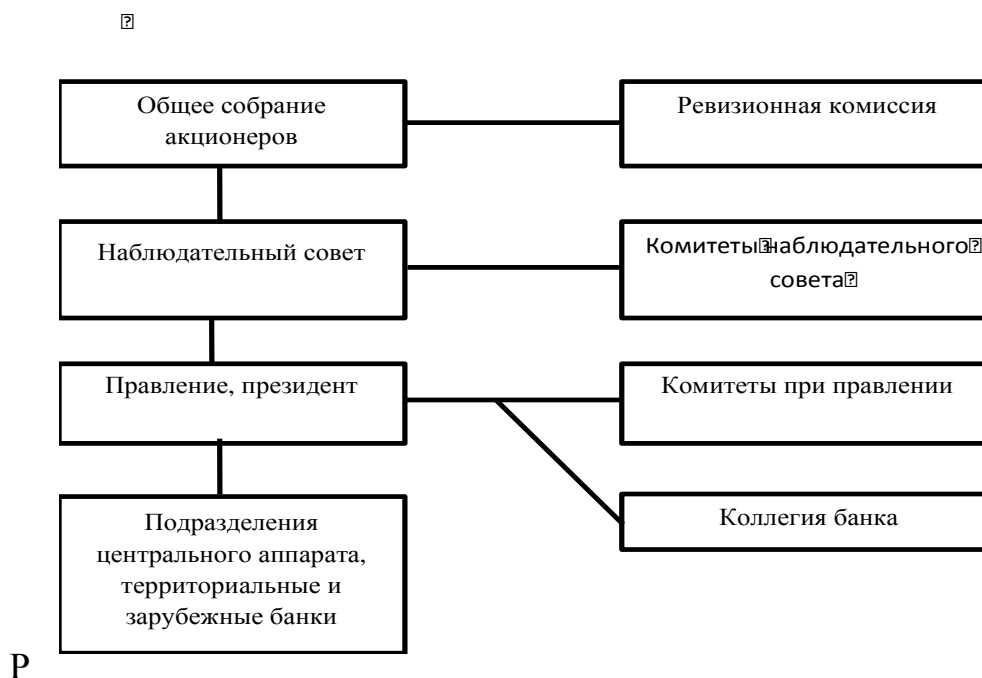 Общее собрание
акционеров
Ревизионная комиссия
Наблюдательный совет
Комитеты наблюдательного
совета
Правление, президент
Комитеты при правлении
Коллегия банка
Подразделения
центрального аппарата,
территориальные и
зарубежные банки
Р